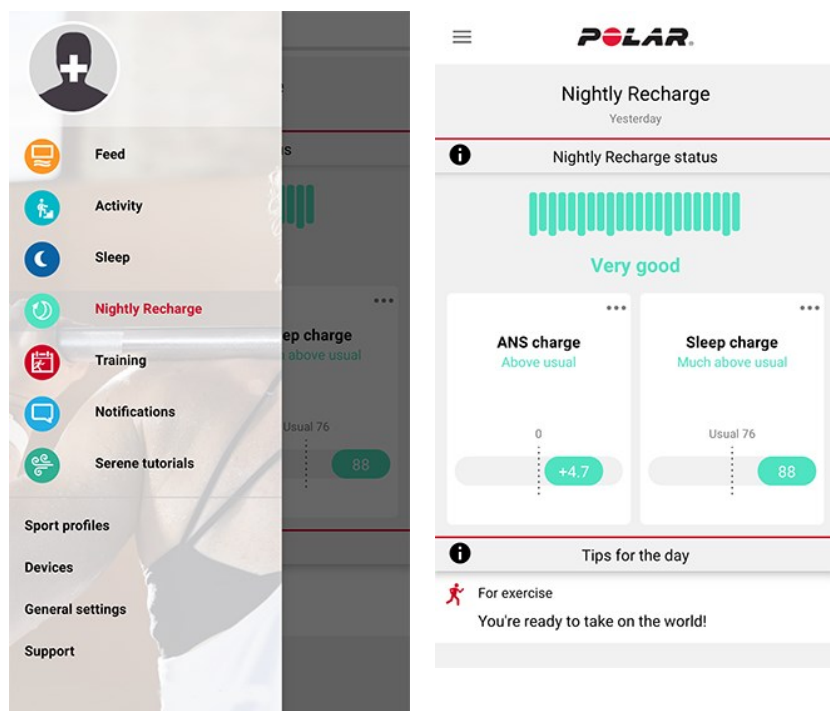 Feed
Activity
Sleep
Nightly Recharge
Training
Notifications
Serene tutorials
Sport profiles
Devices
General settings
Support
ep charge
above usual
Usual 76
88
POLAR.
Nightly Recharge
Yesterday
Nightly Recharge status
Very good
ANS charge
Above usual
0
+4.7
Sleep charge
Much above usual
Usual 76
88
Tips for the day
For exercise
You're ready to take on the world!